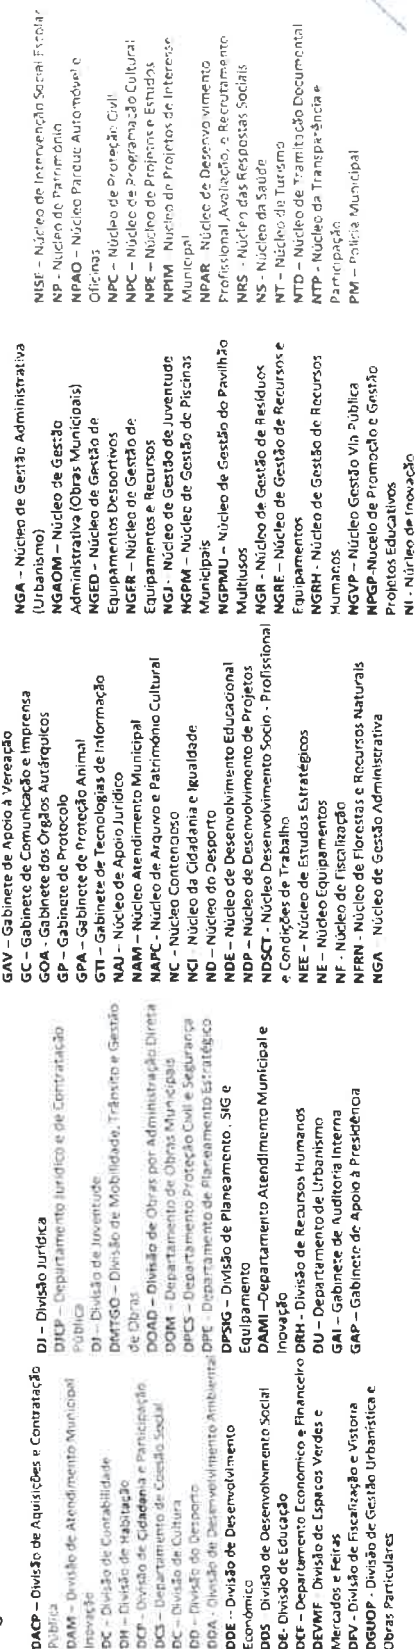 DACP – Divisão de Aquisições e Contratação
Pública
DAM – Divisão de Atendimento Municipal
Inovação
DC - Divisão de Contabilidade
DH – Divisão de Habitação
DCP – Divisão de Cidadania e Participação
DCS – Departamento de Coesão Social
DC – Divisão de Cultura
DD – Divisão do Desporto
DDA - Divisão de Desenvolvimento Ambiental
DDE - Divisão de Desenvolvimento
Económico
DDS - Divisão de Desenvolvimento Social
DE- Divisão de Educação
DEF – Departamento Económico e Financeiro
DEVMF - Divisão de Espaços Verdes e
Mercados e Feiras
DFV - Divisão de Fiscalização e Vistoria
DGUOP - Divisão de Gestão Urbanística e
Obras Particulares
DJ – Divisão Jurídica
DJCP – Departamento Jurídico e de Contratação
Pública
DJ - Divisão de Juventude
DMTGO – Divisão de Mobilidade, Trânsito e Gestão
de Obras
DOAD – Divisão de Obras por Administração Direta
DOM – Departamento de Obras Municipais
DPCS – Departamento Proteção Civil e Segurança
DPE - Departamento de Planeamento Estratégico
DPSIG – Divisão de Planeamento, SIG e
Equipamento
DAMI –Departamento Atendimento Municipal e
Inovação
DRH - Divisão de Recursos Humanos
DU – Departamento de Urbanismo
GAI – Gabinete de Auditoria Interna
GAP – Gabinete de Apoio à Presidência
GAV – Gabinete de Apoio à Vereação
GC – Gabinete de Comunicação e Imprensa
GOA - Gabinete dos Órgãos Autárquicos
GP – Gabinete de Protocolo
GPA – Gabinete de Proteção Animal
GTI – Gabinete de Tecnologias de Informação
NAJ – Núcleo de Apoio Jurídico
NAM – Núcleo Atendimento Municipal
NAPC - Núcleo de Arquivo e Património Cultural
NC – Núcleo Contencioso
NCI – Núcleo da Cidadania e Igualdade
ND – Núcleo do Desporto
NDE – Núcleo de Desenvolvimento Educacional
NDP – Núcleo de Desenvolvimento de Projetos
NDSCT - Núcleo Desenvolvimento Socio - Profissional
e Condições de Trabalho
NEE – Núcleo de Estudos Estratégicos
NE – Núcleo Equipamentos
NF - Núcleo de Fiscalização
NFRN - Núcleo de Florestas e Recursos Naturais
NGA – Núcleo de Gestão Administrativa
NGA – Núcleo de Gestão Administrativa
(Urbanismo)
NGAOM – Núcleo de Gestão
Administrativa (Obras Municipais)
NGED – Núcleo de Gestão de
Equipamentos Desportivos
NGER – Núcleo de Gestão de
Equipamentos e Recursos
NGJ - Núcleo de Gestão de Juventude
NGPM – Núcleo de Gestão de Piscinas
Municipais
NGPMU – Núcleo de Gestão do Pavilhão
Multiusos
NGR - Núcleo de Gestão de Resíduos
NGRE – Núcleo de Gestão de Recursos e
Equipamentos
NGRH - Núcleo de Gestão de Recursos
Humanos
NGVP – Núcleo Gestão Via Pública
NPGP-Nucelo de Promoção e Gestão
Projetos Educativos
NI - Núcleo de Inovação
NISE – Núcleo de Intervenção Social Escolar
NP - Núcleo de Património
NPAO – Núcleo Parque Automóvel e
Oficinas
NPC - Núcleo de Proteção Civil
NPC – Núcleo de Programação Cultural
NPE – Núcleo de Projetos e Estudos
NPIM – Núcleo de Projetos de Interesse
Municipal
NPAR - Núcleo de Desenvolvimento
Profissional, Avaliação, e Recrutamento
NRS - Núcleo das Respostas Sociais
NS - Núcleo da Saúde
NT – Núcleo de Turismo
NTD – Núcleo de Tramitação Documental
NTP - Núcleo da Transparência e
Participação
PM – Polícia Municipal